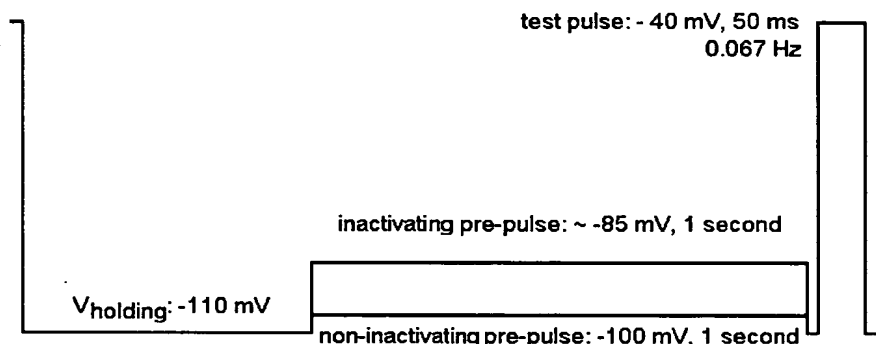 test pulse: - 40 mV, 50 ms
0.067 Hz
inactivating pre-pulse: ~ -85 mV, 1 second
Vholding: -110 mV
non-inactivating pre-pulse: -100 mV, 1 second